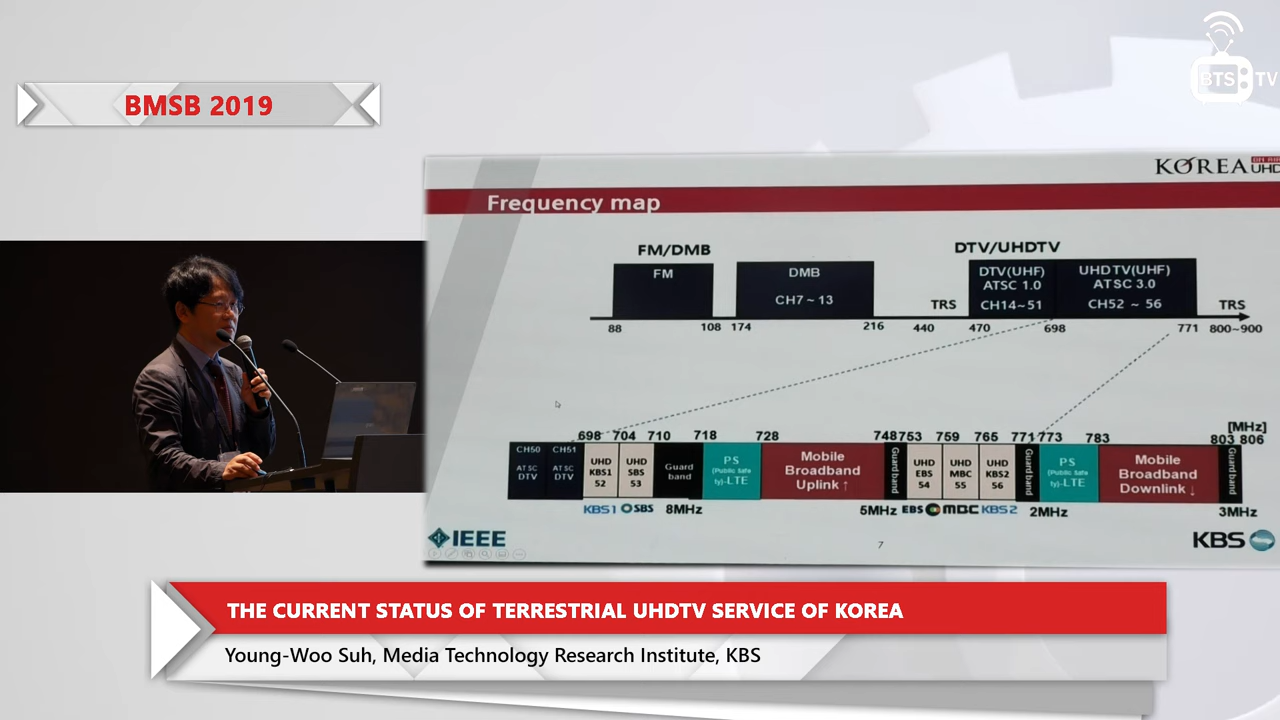 BTS TV
BMSB 2019
KOREA ON AIR UHD
Frequency map
FM/DMB
DTV/UHDTV
FM
DMB
CH7 ~ 13
DTV(UHF)
ATSC 1.0
CH14~51
UHDTV(UHF)
ATSC 3.0
CH52 ~ 56
TRS
TRS
88 108 174 216 440 470 698 771 800~900
[MHz]
698 704 710 718 728 748 753 759 765 771 773 783 803 806
CH50
ATSC
DTV
CH51
ATSC
DTV
UHD
KBS1
52
UHD
SBS
53
Guard
band
PS
(Public Safe
ty)-LTE
Mobile
Broadband
Uplink ↑
Guard band
UHD
EBS
54
UHD
MBC
55
UHD
KBS2
56
Guard band
PS
(Public Safe
ty)-LTE
Mobile
Broadband
Downlink ↓
Guard band
KBS1 SBS 8MHz 5MHz EBS MBC KBS2 2MHz 3MHz
IEEE
7
KBS
THE CURRENT STATUS OF TERRESTRIAL UHDTV SERVICE OF KOREA
Young-Woo Suh, Media Technology Research Institute, KBS